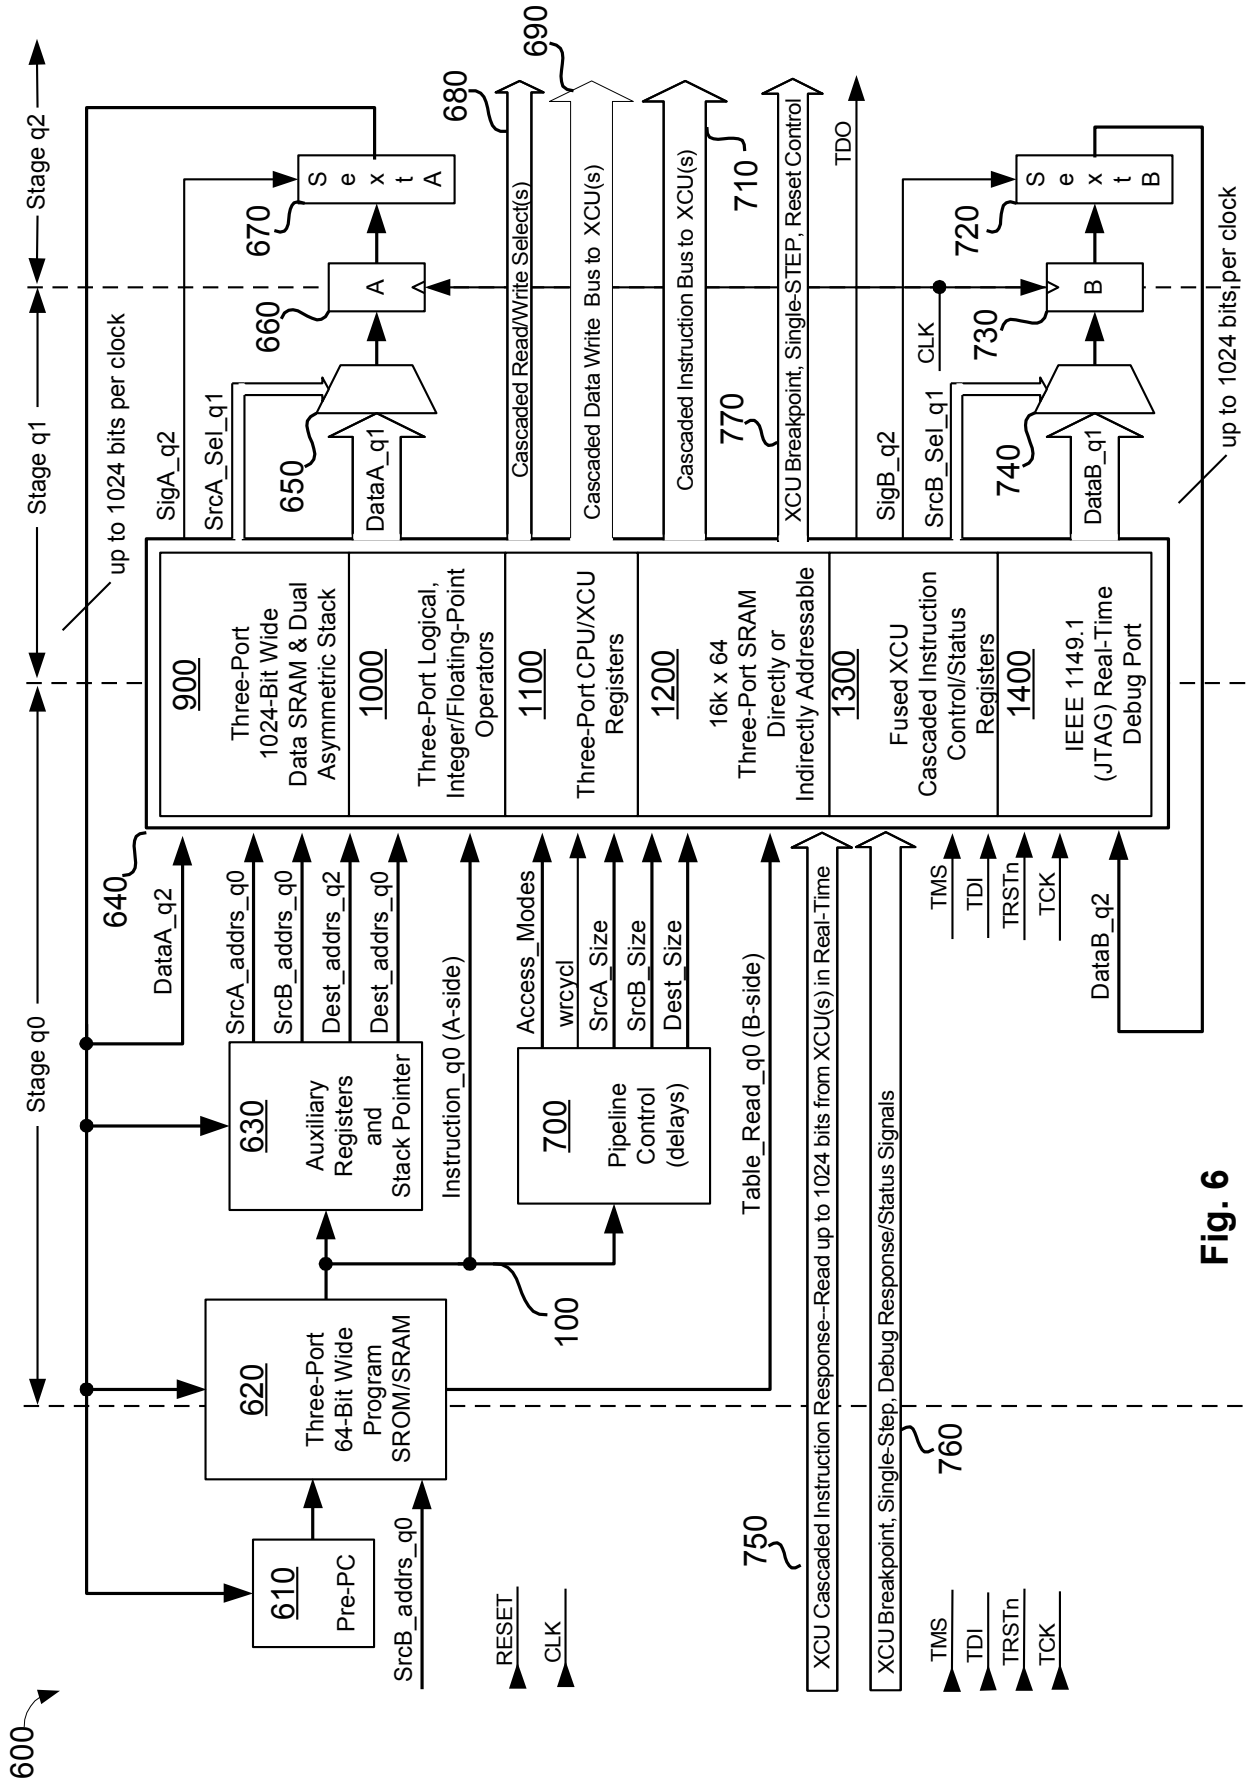 600
Stage q0
Stage q1
Stage q2
up to 1024 bits per clock
610
Pre-PC
SrcB_addrs_q0
620
Three-Port
64-Bit Wide
Program
SROM/SRAM
100
630
Auxiliary
Registers
and
Stack Pointer
700
Pipeline
Control
(delays)
DataA_q2
SrcA_addrs_q0
SrcB_addrs_q0
Dest_addrs_q2
Dest_addrs_q0
Instruction_q0 (A-side)
Access_Modes
wrcycl
SrcA_Size
SrcB_Size
Dest_Size
Table_Read_q0 (B-side)
RESET
CLK
750
XCU Cascaded Instruction Response--Read up to 1024 bits from XCU(s) in Real-Time
XCU Breakpoint, Single-Step, Debug Response/Status Signals
760
TMS
TDI
TRSTn
TCK
TMS
TDI
TRSTn
TCK
DataB_q2
640
900
Three-Port
1024-Bit Wide
Data SRAM & Dual
Asymmetric Stack
1000
Three-Port Logical,
Integer/Floating-Point
Operators
1100
Three-Port CPU/XCU
Registers
1200
16k x 64
Three-Port SRAM
Directly or
Indirectly Addressable
1300
Fused XCU
Cascaded Instruction
Control/Status
Registers
1400
IEEE 1149.1
(JTAG) Real-Time
Debug Port
SigA_q2
SrcA_Sel_q1
650
DataA_q1
660
A
670
Sext A
680
Cascaded Read/Write Select(s)
690
Cascaded Data Write Bus to XCU(s)
Cascaded Instruction Bus to XCU(s)
710
770
XCU Breakpoint, Single-STEP, Reset Control
TDO
SigB_q2
CLK
SrcB_Sel_q1
740
DataB_q1
730
B
720
Sext B
up to 1024 bits per clock
Fig. 6